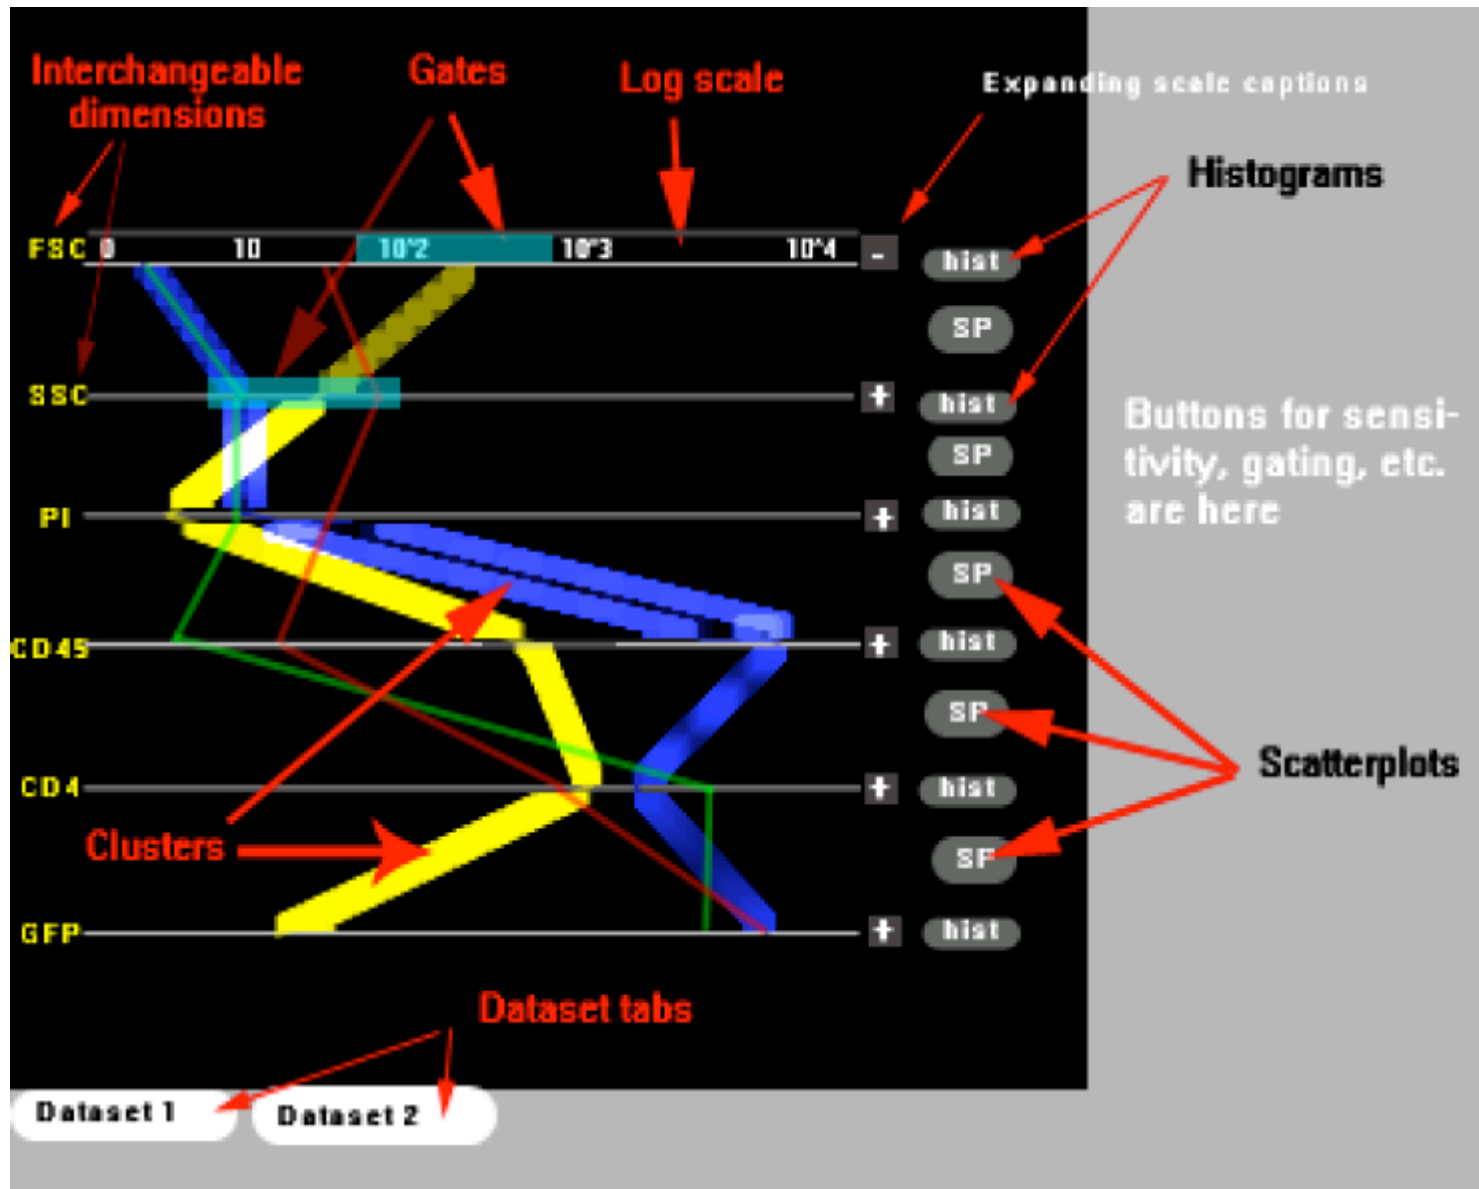 Interchangeable
dimensions
Gates
Log scale
Expanding scale captions
Histograms
FSC 0 10 10^2 10^3 10^4 - hist
SP
SSC + hist
SP
Buttons for sensi-
tivity, gating, etc.
are here
PI + hist
SP
CD45 + hist
SP
Scatterplots
CD4 + hist
Clusters
SP
GFP + hist
Dataset tabs
Dataset 1
Dataset 2